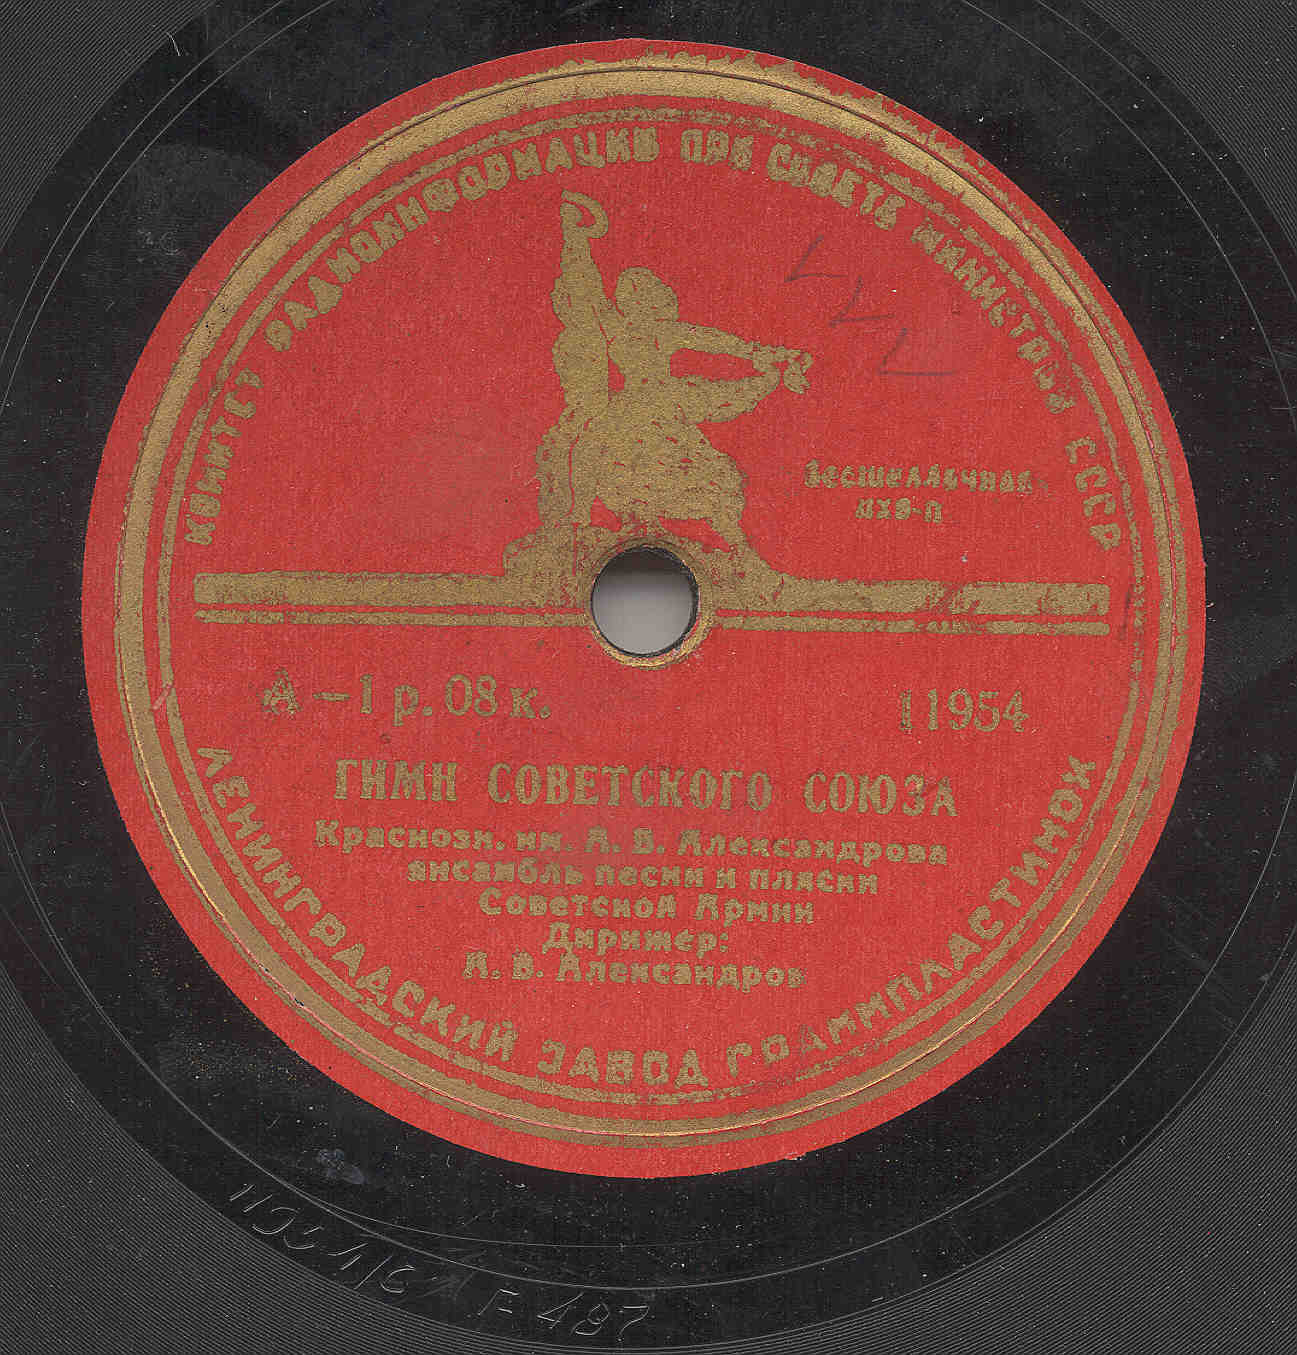 КОМИТЕТ РАДИОИНФОРМАЦИИ ПРИ СОВЕТЕ МИНИСТРОВ СССР
Бесшеллачная
А – 1 р. 08 к.
11954
ГИМН СОВЕТСКОГО СОЮЗА
Краснозн. им. А. В. Александрова
ансамбль песни и пляски
Советской Армии
Дирижер:
А. В. Александров
ЛЕНИНГРАДСКИЙ ЗАВОД ГРАМПЛАСТИНОК